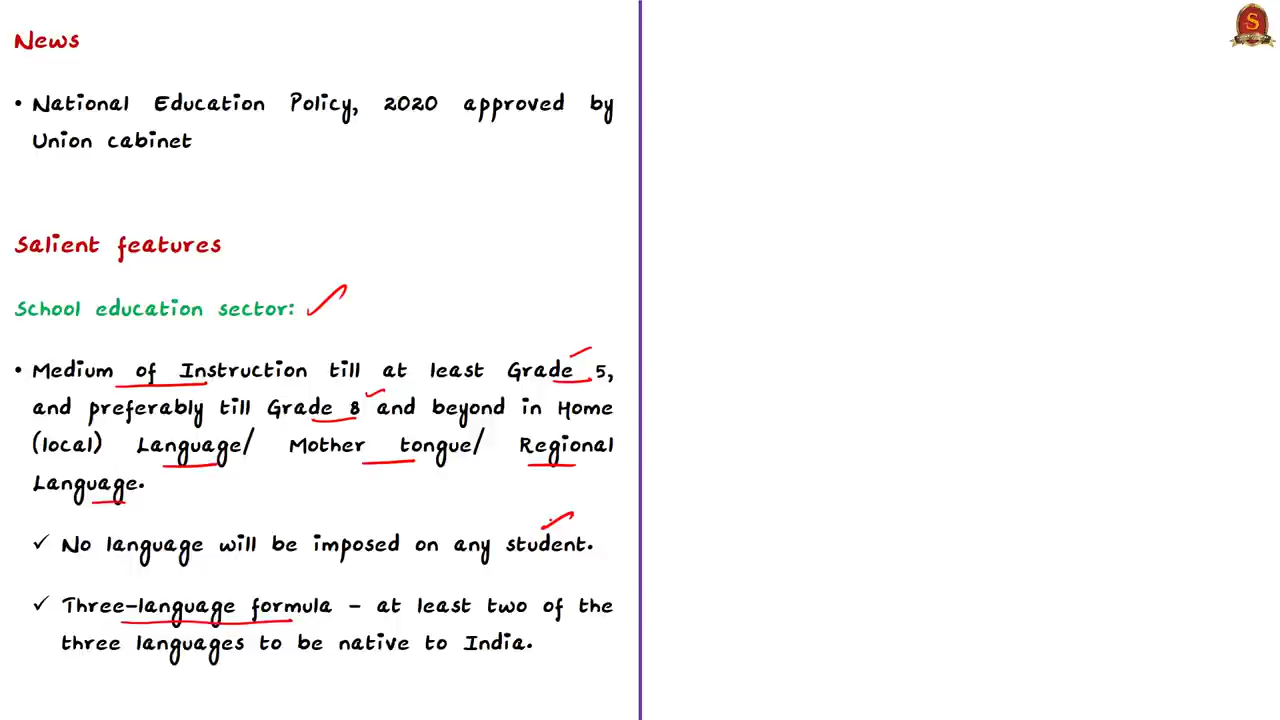 News
• National Education Policy, 2020 approved by
Union cabinet
Salient features
School education sector:
• Medium of Instruction till at least Grade 5,
and preferably till Grade 8 and beyond in Home
(local) Language/ Mother tongue/ Regional
Language.
✓ No language will be imposed on any student.
✓ Three-language formula – at least two of the
three languages to be native to India.
S